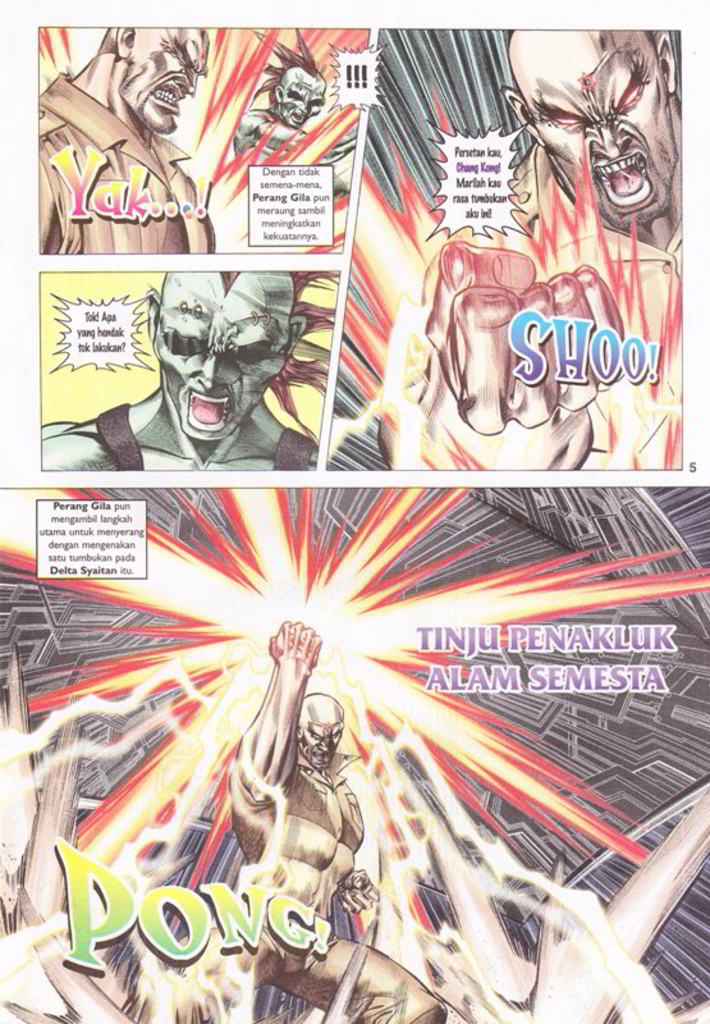 !!!
Yak...!
Dengan tidak
semena-mena,
Perang Gila pun
meraung sambil
meningkatkan
kekuatannya.
Persetan kau,
Chang Kong!
Marilah kau
rasa tumbukan
aku ini!
SHOO!
Tok! Apa
yang hendak
tok lakukan?
5
Perang Gila pun
mengambil langkah
utama untuk menyerang
dengan mengenakan
satu tumbukan pada
Delta Syaitan itu.
TINJU PENAKLUK
ALAM SEMESTA
PONG!